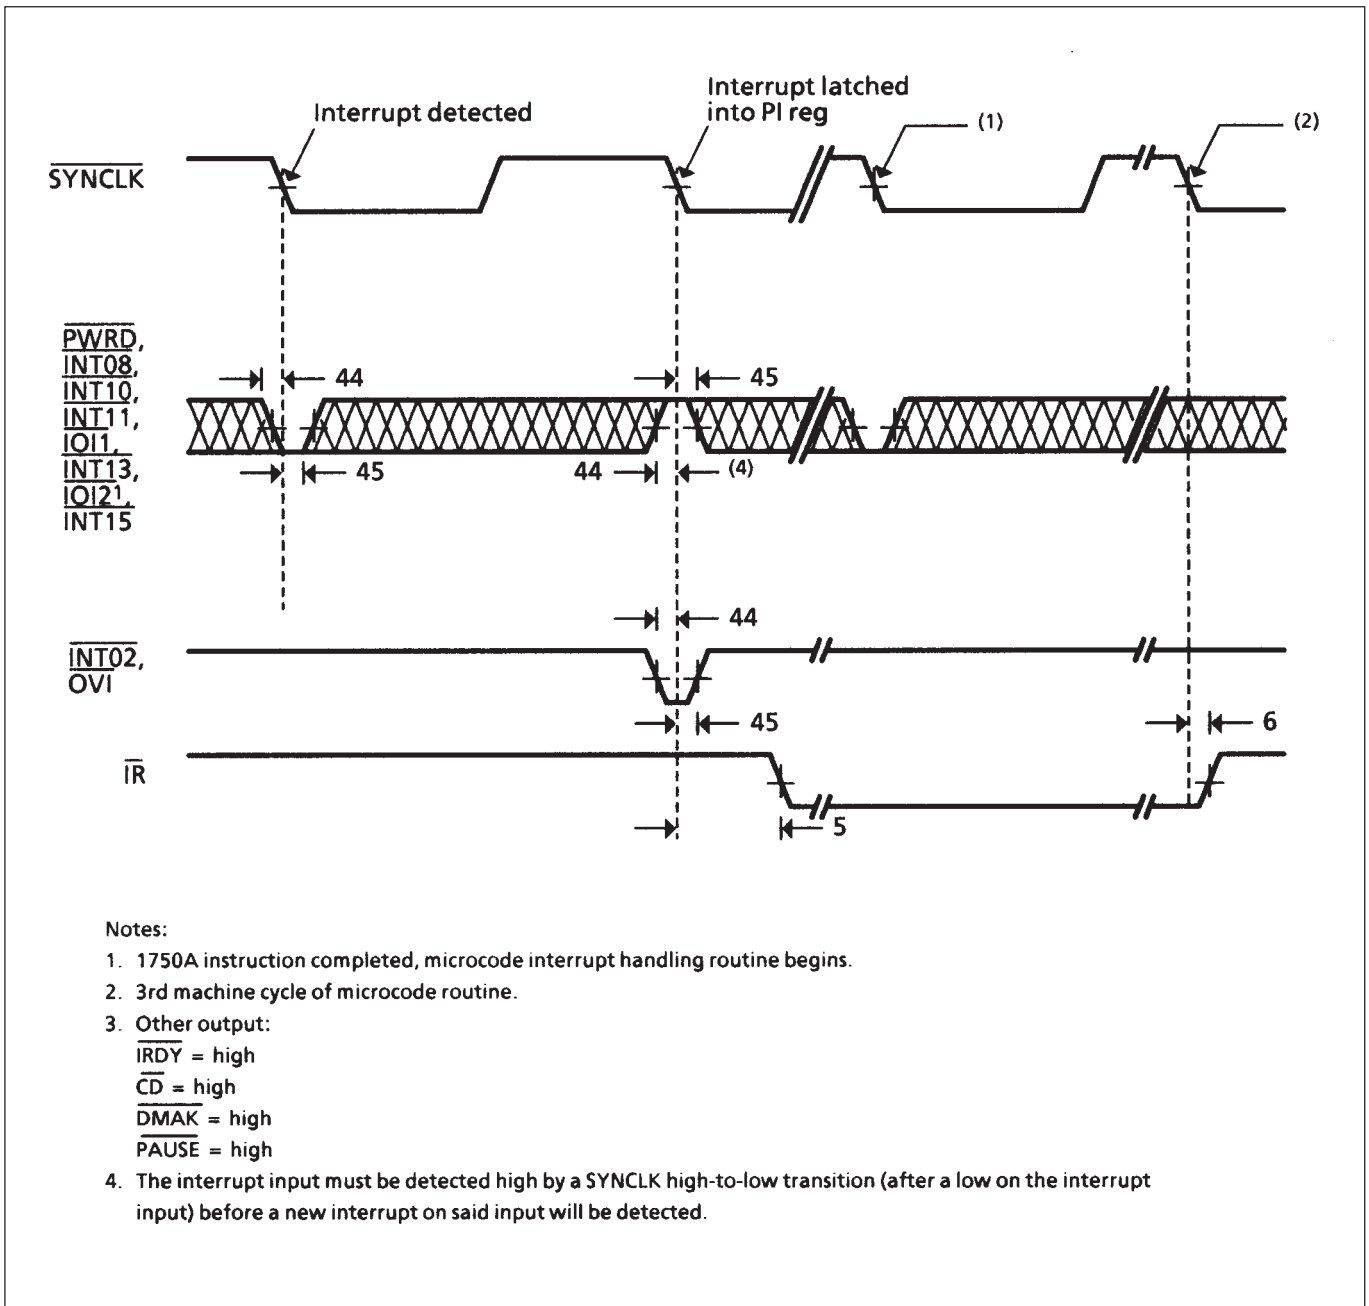 Interrupt detected
Interrupt latched
into PI reg
(1)
(2)
SYNCLK
PWRD,
INT08,
INT10,
INT11,
IOI1,
INT13,
IOI2¹,
INT15
44
45
45
44
(4)
44
INT02,
OVI
45
6
IR
5
Notes:
1. 1750A instruction completed, microcode interrupt handling routine begins.
2. 3rd machine cycle of microcode routine.
3. Other output:
IRDY = high
CD = high
DMAK = high
PAUSE = high
4. The interrupt input must be detected high by a SYNCLK high-to-low transition (after a low on the interrupt
input) before a new interrupt on said input will be detected.